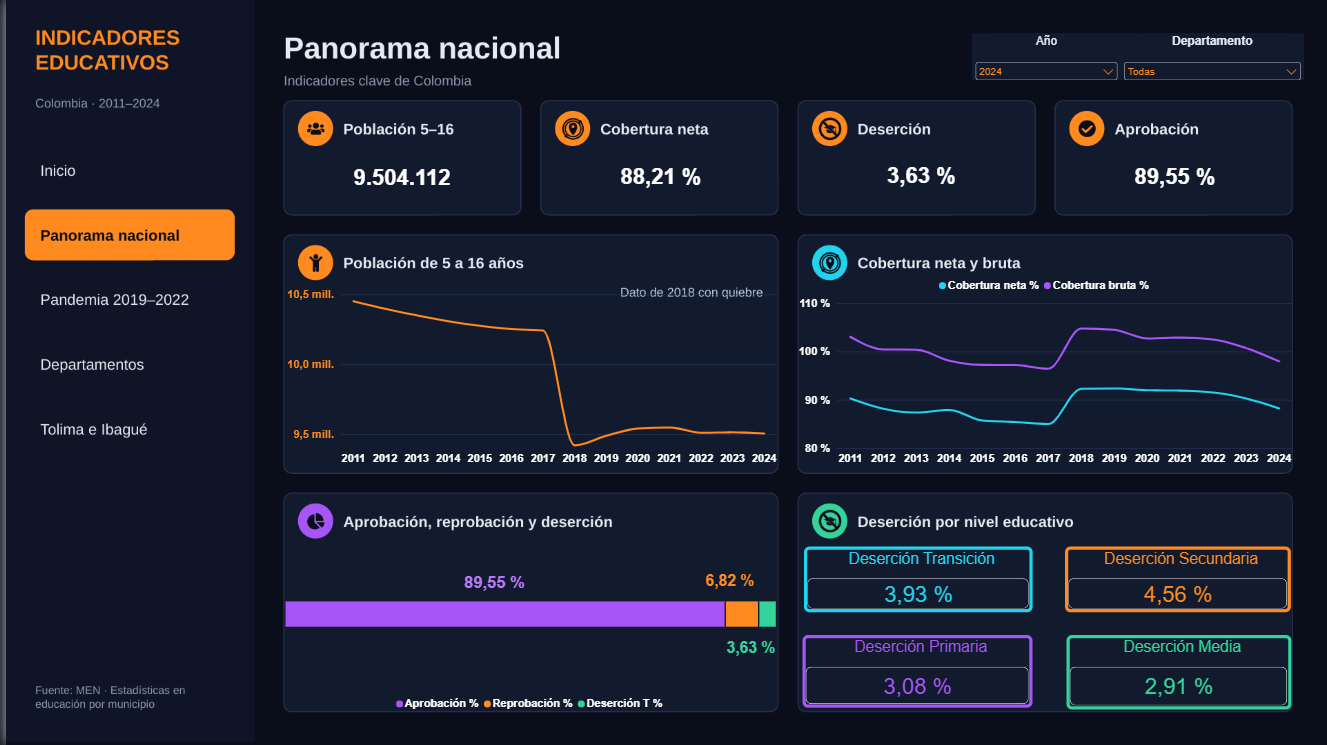 INDICADORES
EDUCATIVOS
Colombia · 2011–2024
Inicio
Panorama nacional
Pandemia 2019–2022
Departamentos
Tolima e Ibagué
Fuente: MEN · Estadísticas en
educación por municipio
Panorama nacional
Indicadores clave de Colombia
Año
Departamento
2024
Todas
Población 5–16
9.504.112
Cobertura neta
88,21 %
Deserción
3,63 %
Aprobación
89,55 %
Población de 5 a 16 años
Dato de 2018 con quiebre
10,5 mill.
10,0 mill.
9,5 mill.
2011 2012 2013 2014 2015 2016 2017 2018 2019 2020 2021 2022 2023 2024
Cobertura neta y bruta
Cobertura neta % Cobertura bruta %
110 %
100 %
90 %
80 %
2011 2012 2013 2014 2015 2016 2017 2018 2019 2020 2021 2022 2023 2024
Aprobación, reprobación y deserción
89,55 %
6,82 %
3,63 %
Aprobación % Reprobación % Deserción T %
Deserción por nivel educativo
Deserción Transición
3,93 %
Deserción Secundaria
4,56 %
Deserción Primaria
3,08 %
Deserción Media
2,91 %